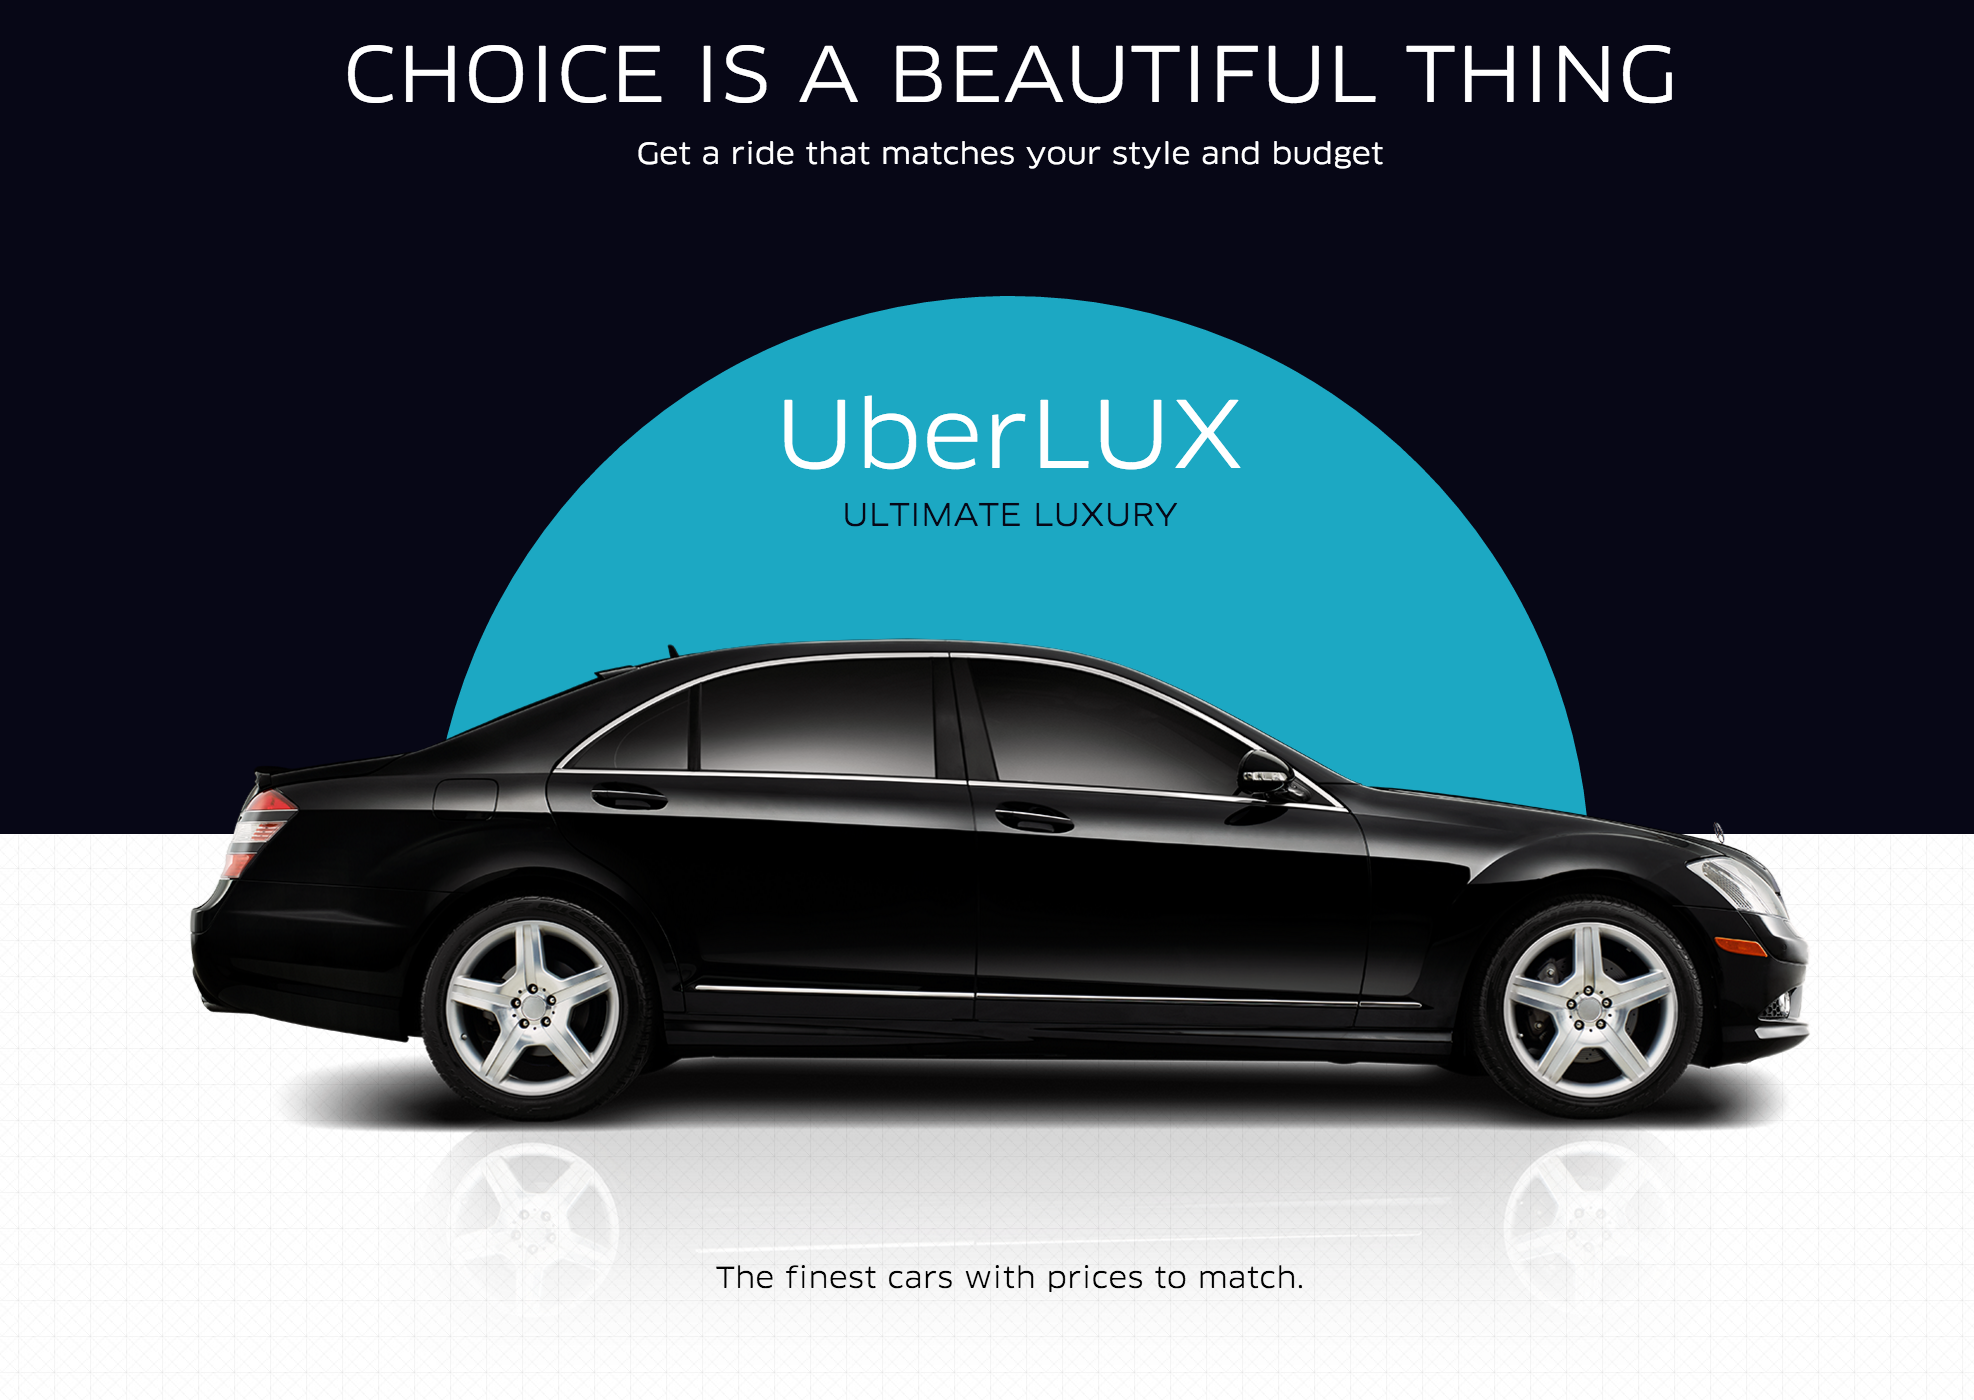 CHOICE IS A BEAUTIFUL THING
Get a ride that matches your style and budget
UberLUX
ULTIMATE LUXURY
The finest cars with prices to match.